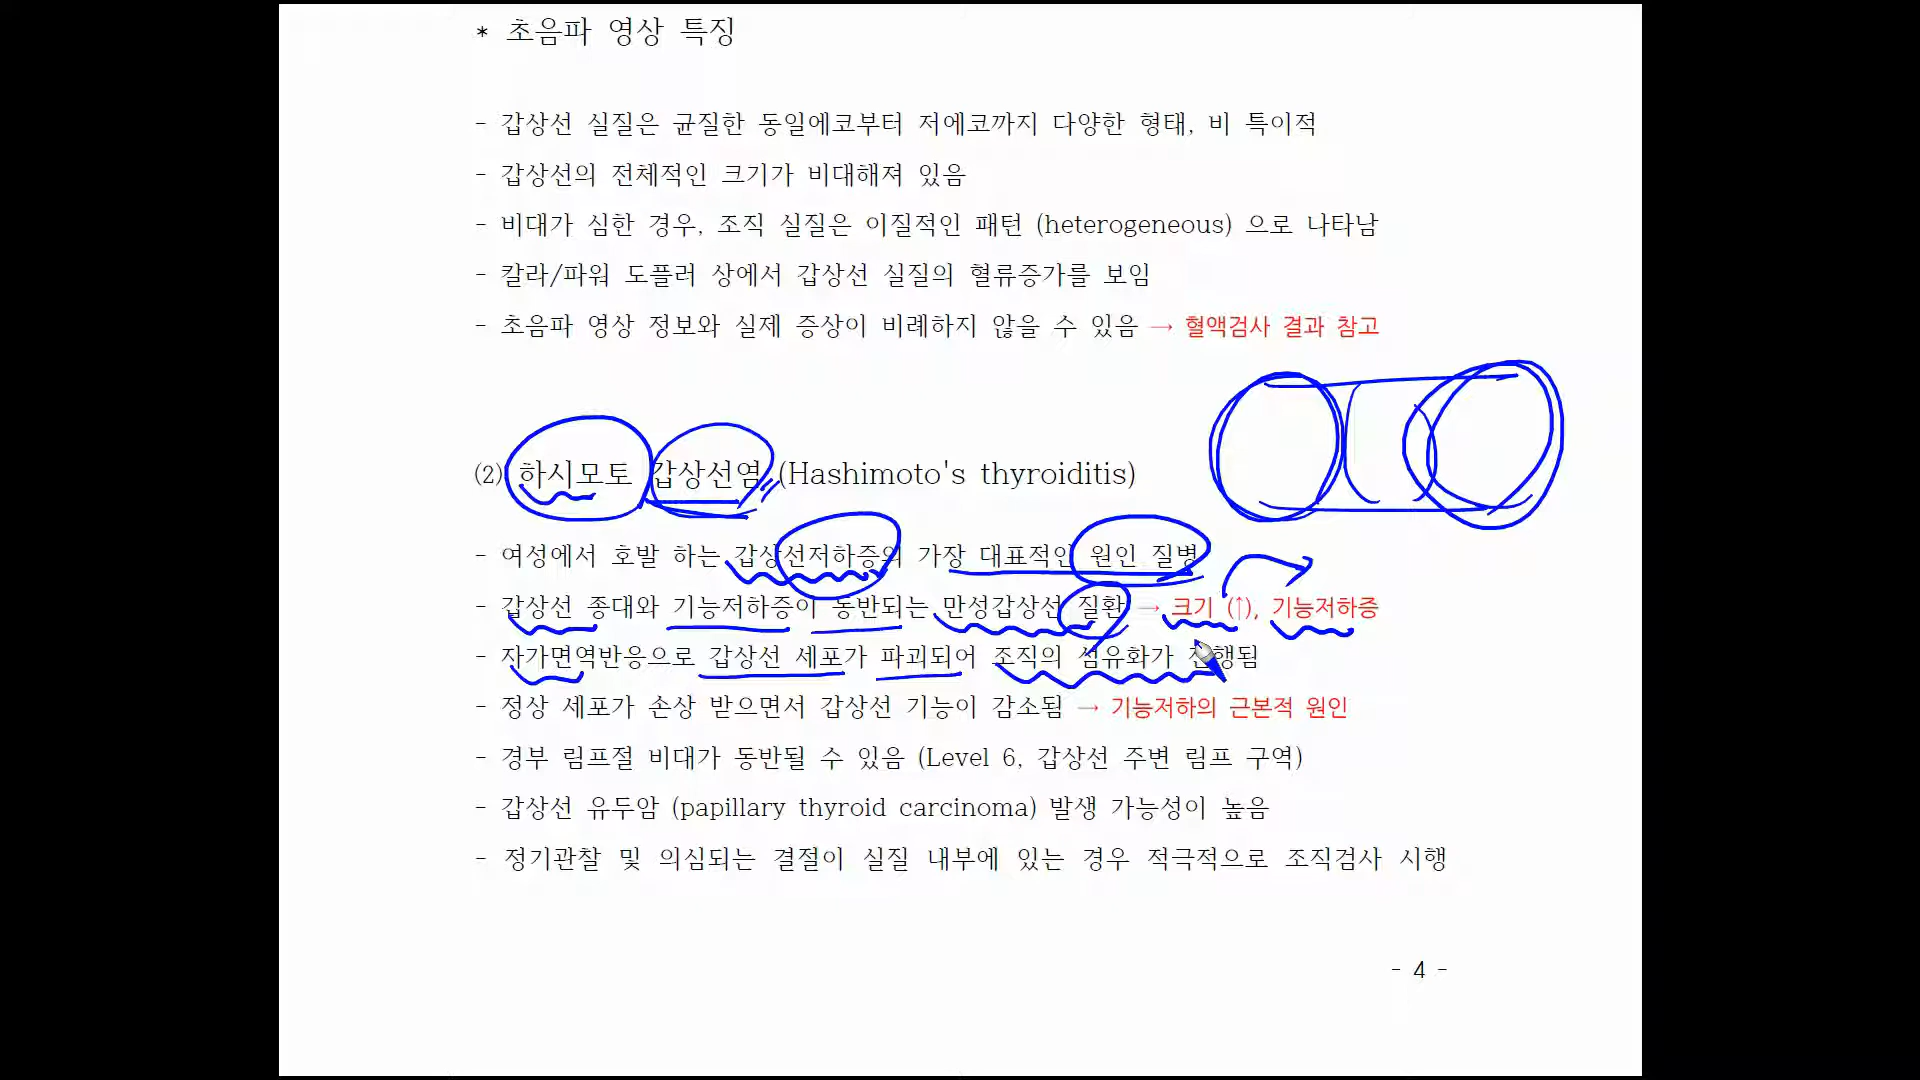 * 초음파 영상 특징
- 갑상선 실질은 균질한 동일에코부터 저에코까지 다양한 형태, 비 특이적
- 갑상선의 전체적인 크기가 비대해져 있음
- 비대가 심한 경우, 조직 실질은 이질적인 패턴 (heterogeneous) 으로 나타남
- 칼라/파워 도플러 상에서 갑상선 실질의 혈류증가를 보임
- 초음파 영상 정보와 실제 증상이 비례하지 않을 수 있음 → 혈액검사 결과 참고
(2) 하시모토 갑상선염 (Hashimoto's thyroiditis)
- 여성에서 호발 하는 갑상선저하증의 가장 대표적인 원인 질병
- 갑상선 종대와 기능저하증이 동반되는 만성갑상선 질환 → 크기 (↑), 기능저하증
- 자가면역반응으로 갑상선 세포가 파괴되어 조직의 섬유화가 진행됨
- 정상 세포가 손상 받으면서 갑상선 기능이 감소됨 → 기능저하의 근본적 원인
- 경부 림프절 비대가 동반될 수 있음 (Level 6, 갑상선 주변 림프 구역)
- 갑상선 유두암 (papillary thyroid carcinoma) 발생 가능성이 높음
- 정기관찰 및 의심되는 결절이 실질 내부에 있는 경우 적극적으로 조직검사 시행
- 4 -